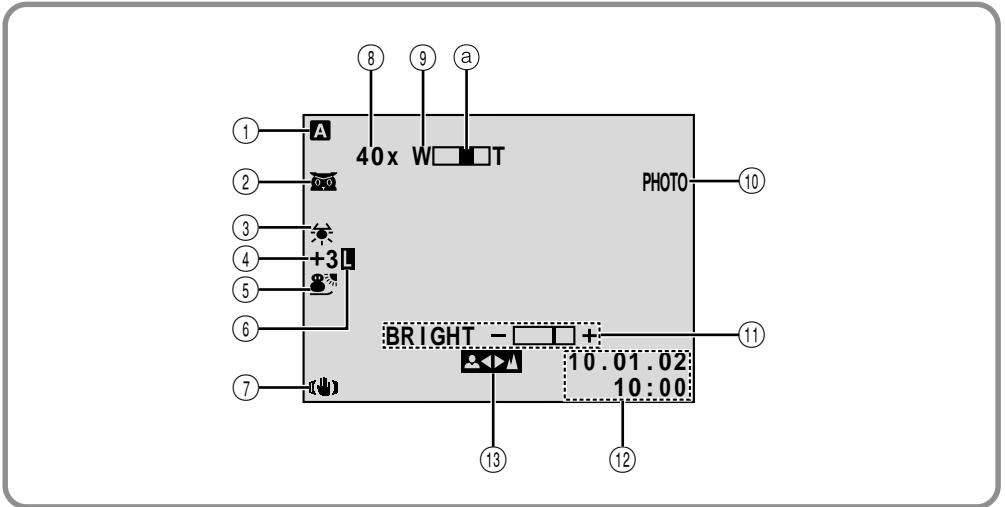 ⑧ ⑨ ⓐ
① A
40x W T
② PHOTO ⑩
③
④ +3 L
⑤
⑥ BRIGHT − + ⑪
10.01.02
⑦ 10:00
⑬ ⑫